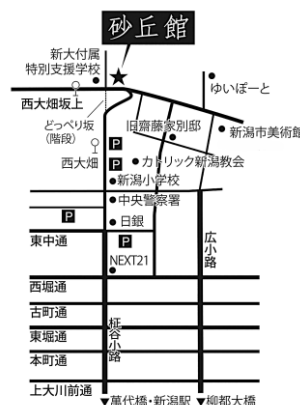 砂丘館
新大付属
特別支援学校
ゆいぽーと
西大畑坂上
どっぺり坂
(階段)
旧齋藤家別邸
新潟市美術館
P
西大畑
P
カトリック新潟教会
新潟小学校
中央警察署
P
日銀
東中通
P
広小路
NEXT21
西堀通
古町通
柾谷小路
東堀通
本町通
上大川前通
▼萬代橋・新潟駅
▼柳都大橋